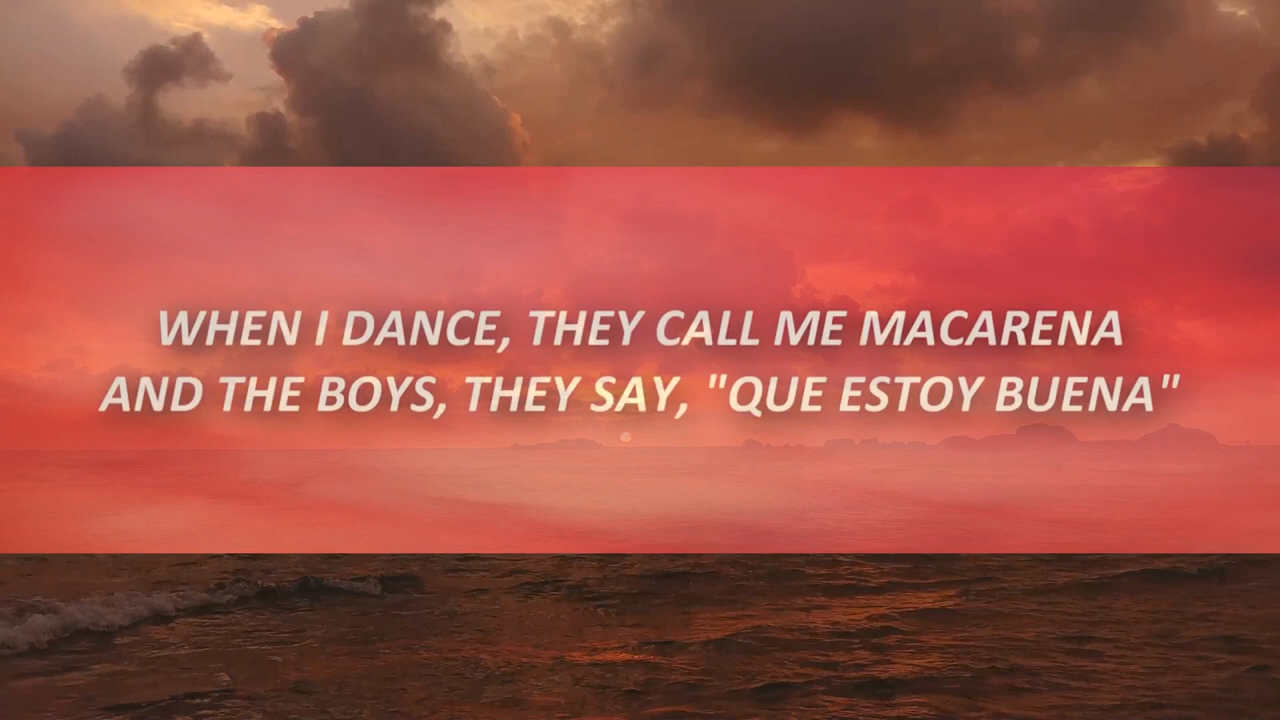 WHEN I DANCE, THEY CALL ME MACARENA
AND THE BOYS, THEY SAY, "QUE ESTOY BUENA"